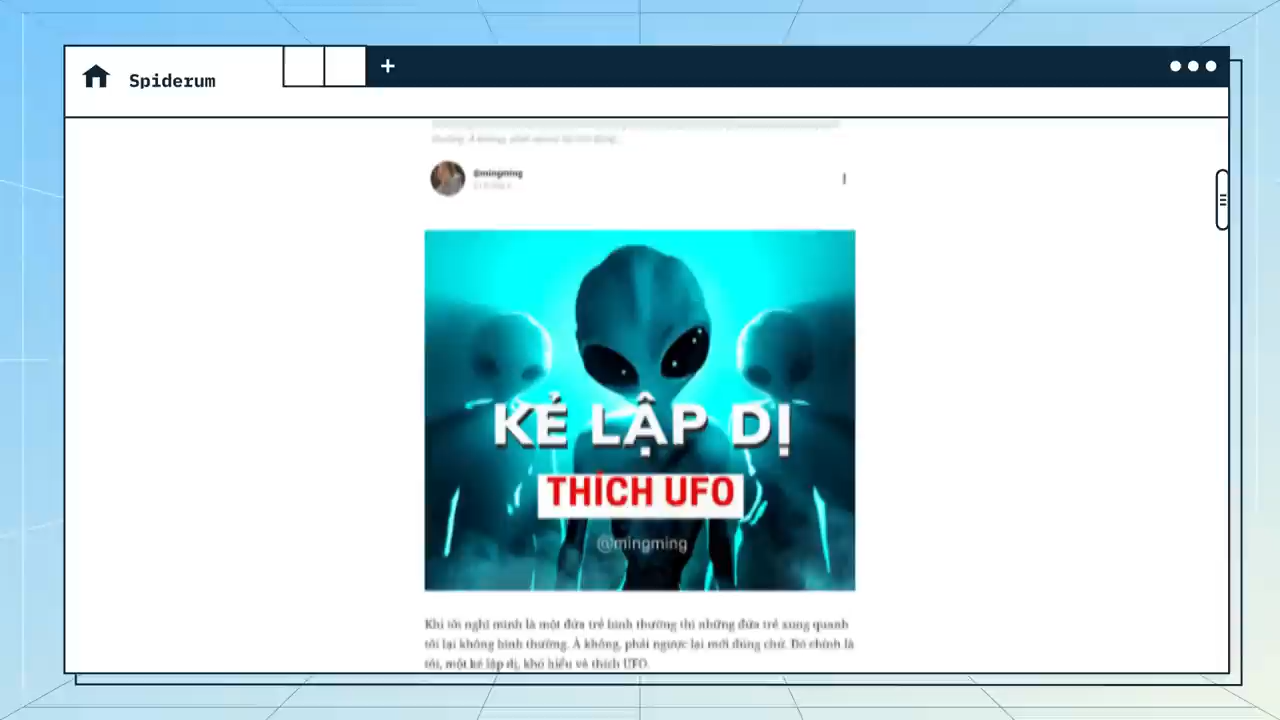 Spiderum
@mingming
KẺ LẬP DỊ
THÍCH UFO
@mingming
Khi tôi nghĩ mình là một đứa trẻ bình thường thì những đứa trẻ xung quanh
tôi lại không bình thường. À không, phải ngược lại mới đúng chứ. Đó chính là
tôi, một kẻ lập dị, khó hiểu và thích UFO.